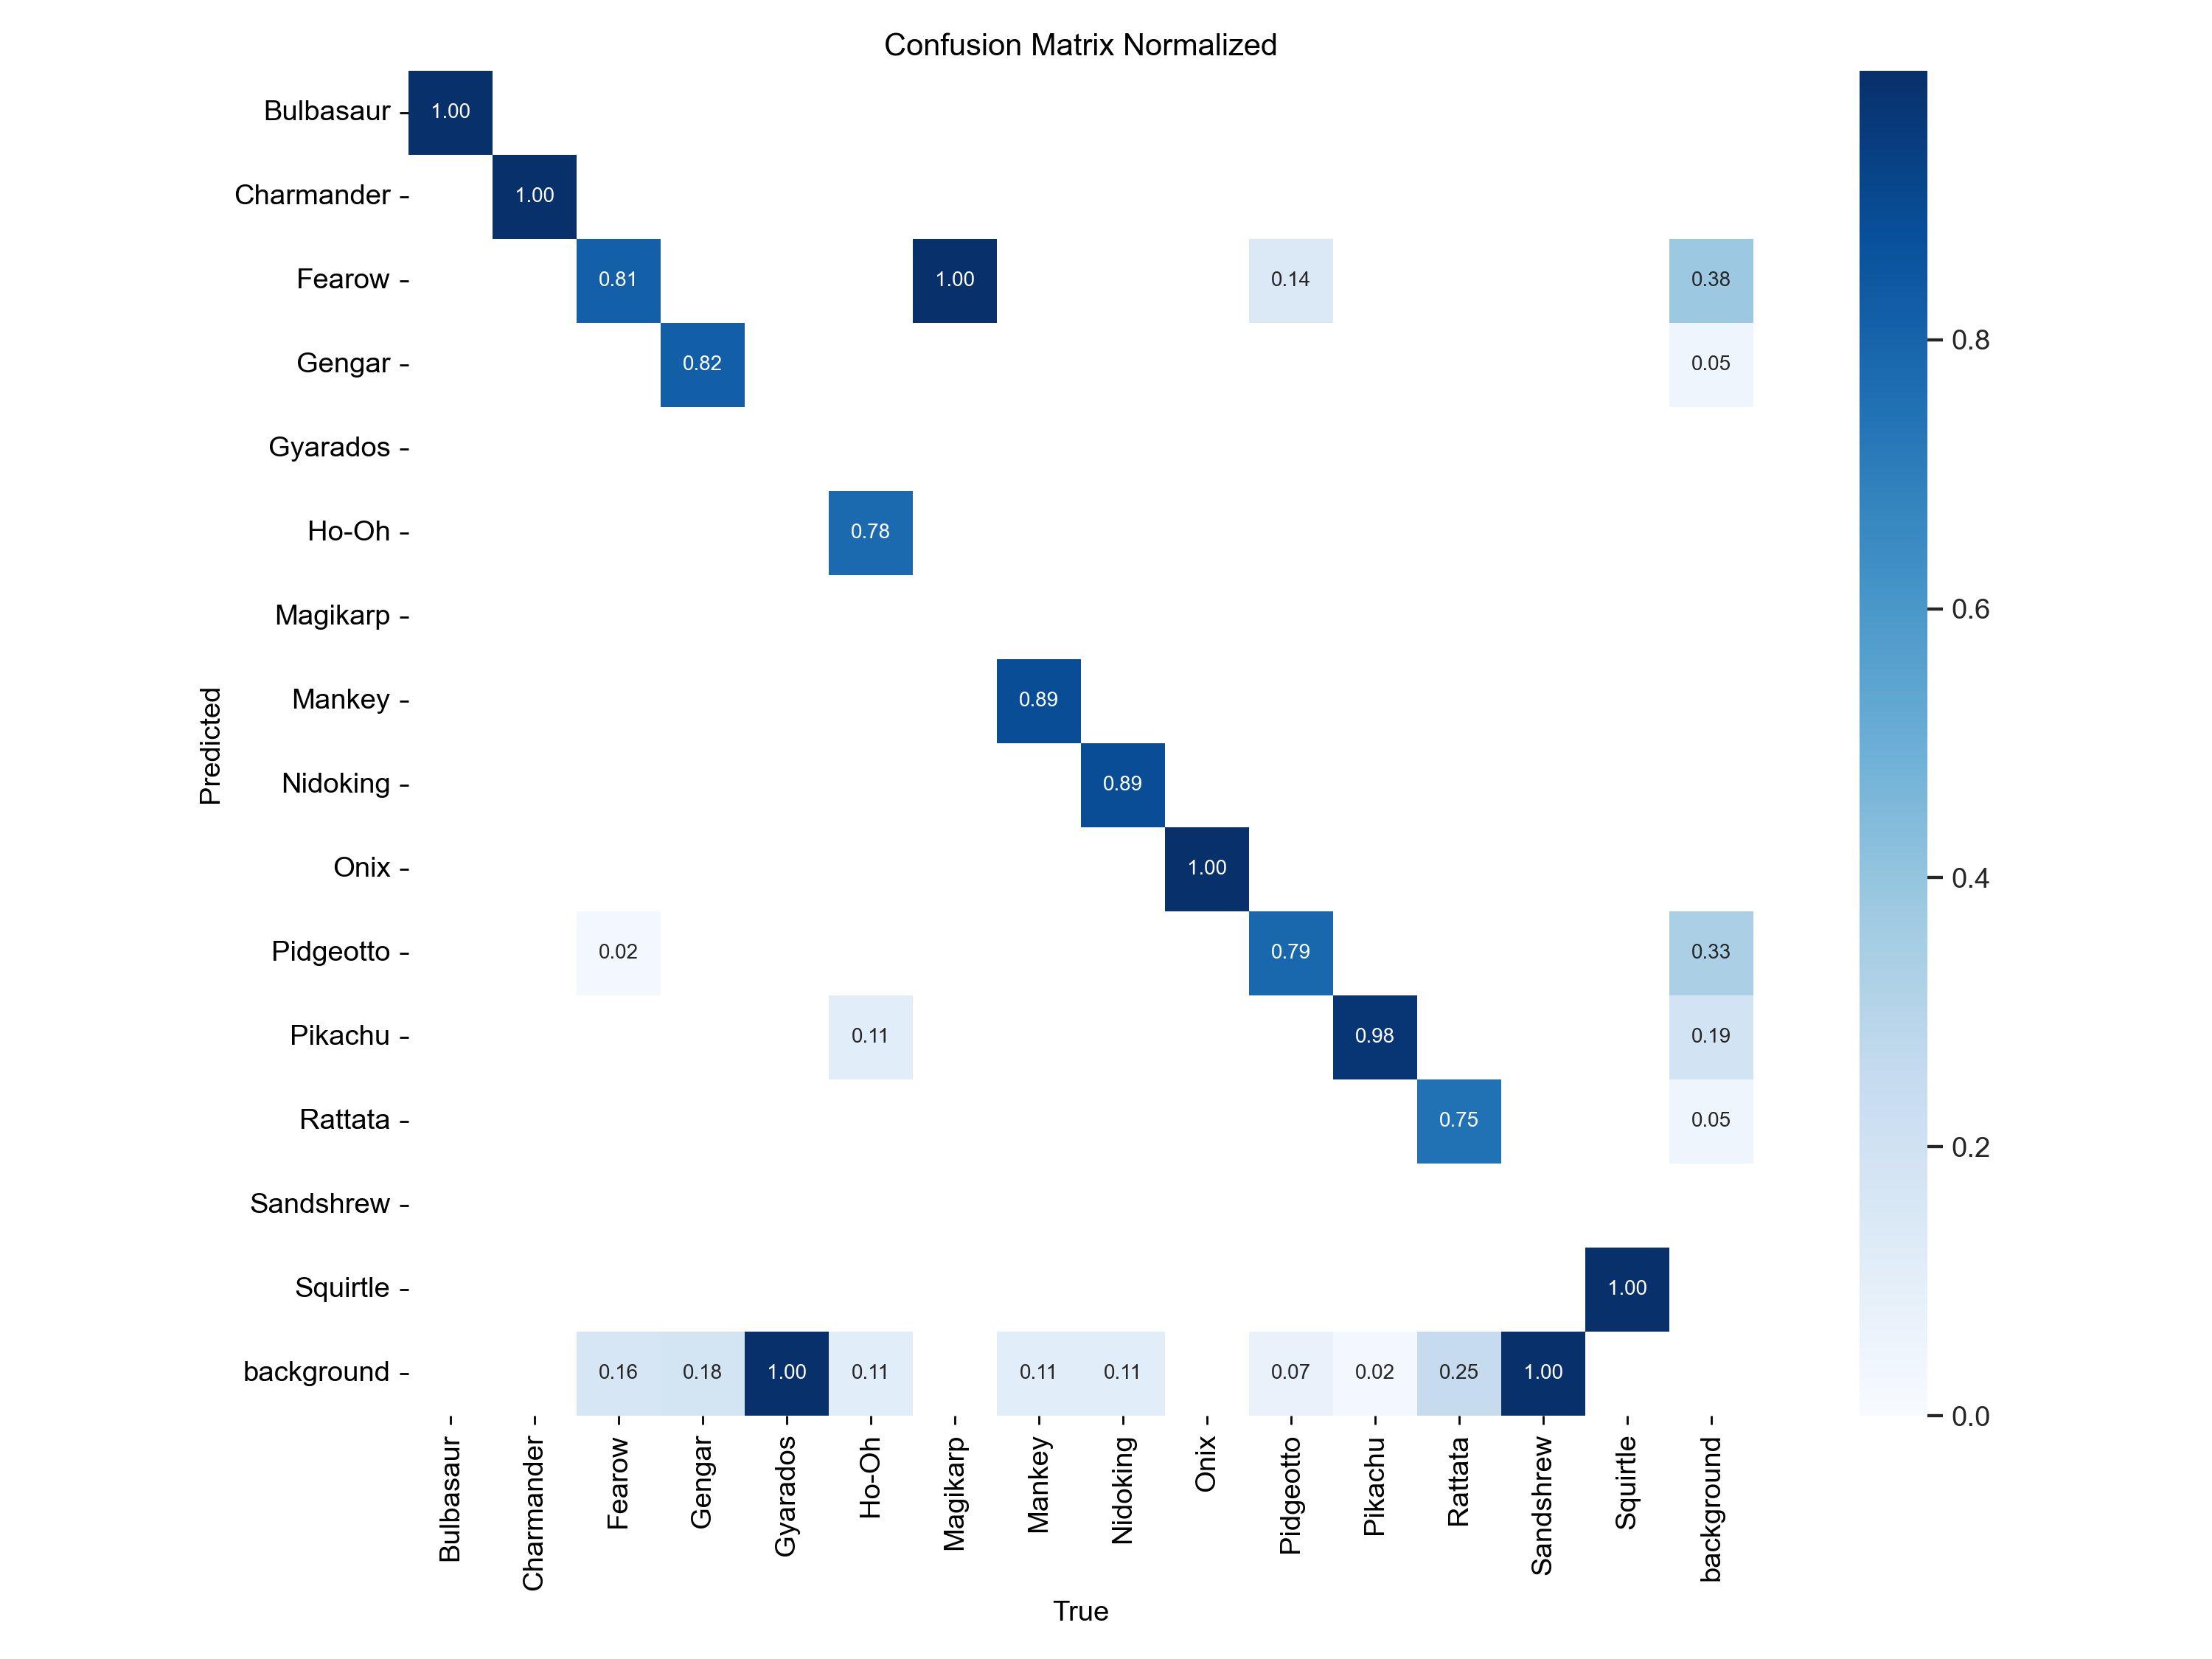 Confusion Matrix Normalized
Bulbasaur 1.00
Charmander 1.00
Fearow 0.81 1.00 0.14 0.38
Gengar 0.82 0.05
Gyarados
Ho-Oh 0.78
Magikarp
Mankey 0.89
Nidoking 0.89
Onix 1.00
Pidgeotto 0.02 0.79 0.33
Pikachu 0.11 0.98 0.19
Rattata 0.75 0.05
Sandshrew
Squirtle 1.00
background 0.16 0.18 1.00 0.11 0.11 0.11 0.07 0.02 0.25 1.00
Predicted
Bulbasaur
Charmander
Fearow
Gengar
Gyarados
Ho-Oh
Magikarp
Mankey
Nidoking
Onix
Pidgeotto
Pikachu
Rattata
Sandshrew
Squirtle
background
True
0.8
0.6
0.4
0.2
0.0